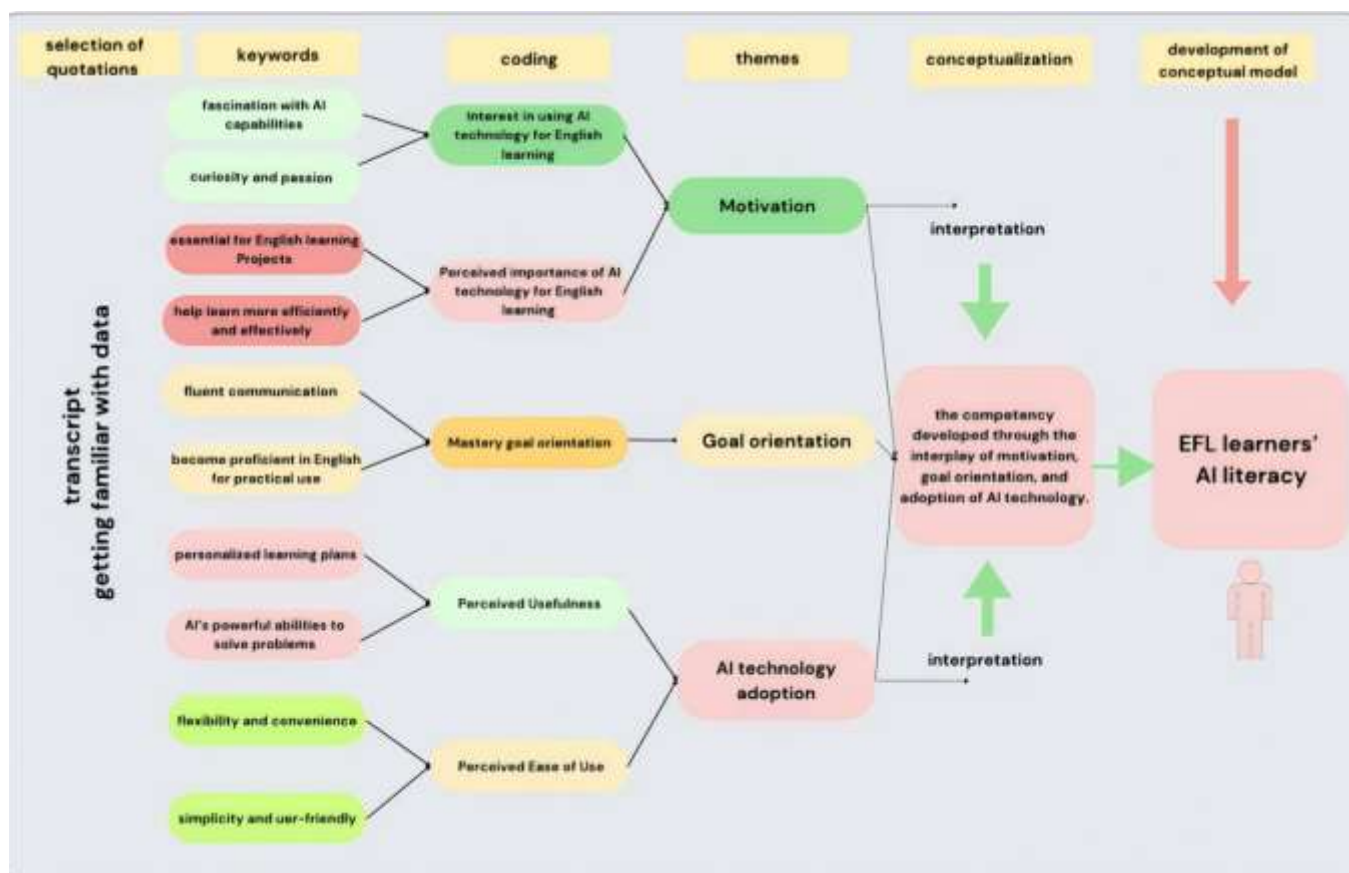 selection of
quotations
keywords
coding
themes
conceptualization
development of
conceptual model
transcript
getting familiar with data
fascination with AI
capabilities
curiosity and passion
essential for English learning
Projects
help learn more efficiently
and effectively
fluent communication
become proficient in English
for practical use
personalized learning plans
AI's powerful abilities to
solve problems
flexibility and convenience
simplicity and uer-friendly
Interest in using AI
technology for English
learning
Perceived importance of AI
technology for English
learning
Mastery goal orientation
Perceived Usefulness
Perceived Ease of Use
Motivation
Goal orientation
AI technology
adoption
interpretation
the competency
developed through the
interplay of motivation,
goal orientation, and
adoption of AI technology.
interpretation
EFL learners'
AI literacy